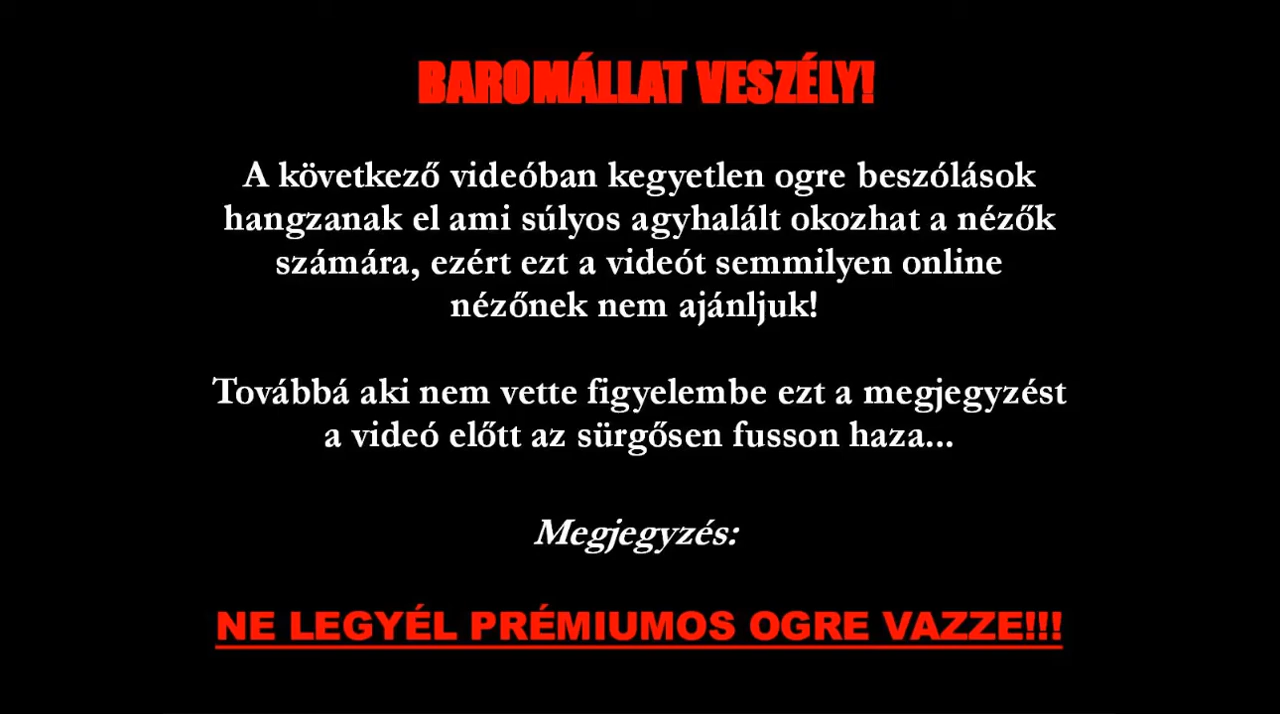 BAROMÁLLAT VESZÉLY!
A következő videóban kegyetlen ogre beszólások
hangzanak el ami súlyos agyhalált okozhat a nézők
számára, ezért ezt a videót semmilyen online
nézőnek nem ajánljuk!
Továbbá aki nem vette figyelembe ezt a megjegyzést
a videó előtt az sürgősen fusson haza...
Megjegyzés:
NE LEGYÉL PRÉMIUMOS OGRE VAZZE!!!